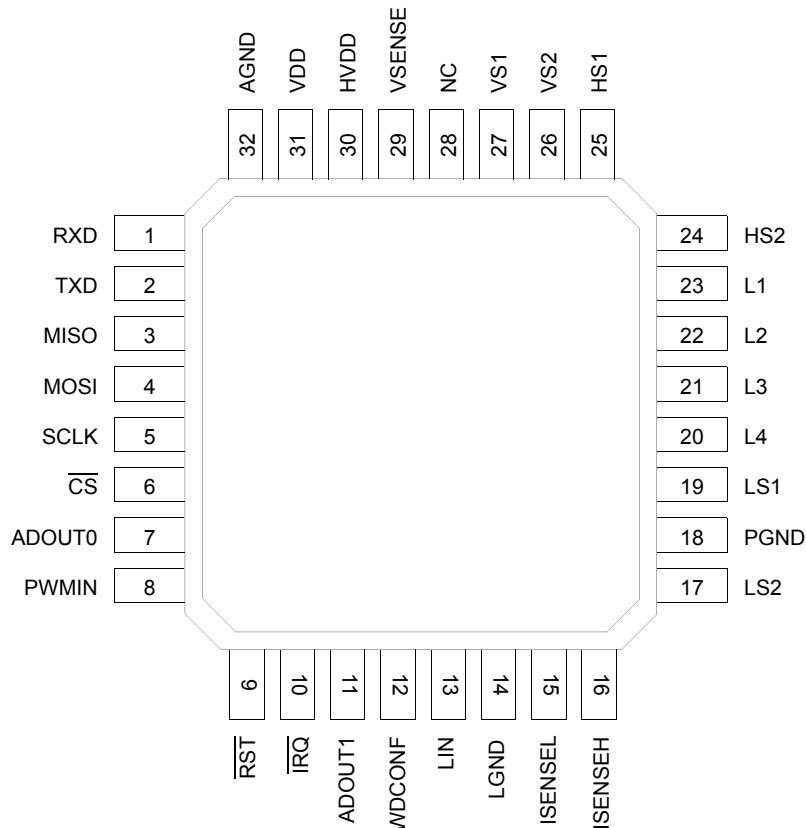 AGND VDD HVDD VSENSE NC VS1 VS2 HS1
32 31 30 29 28 27 26 25
RXD 1 24 HS2
TXD 2 23 L1
MISO 3 22 L2
MOSI 4 21 L3
SCLK 5 20 L4
C̅S̅ 6 19 LS1
ADOUT0 7 18 PGND
PWMIN 8 17 LS2
9 10 11 12 13 14 15 16
R̅S̅T̅ I̅R̅Q̅ ADOUT1 WDCONF LIN LGND ISENSEL ISENSEH